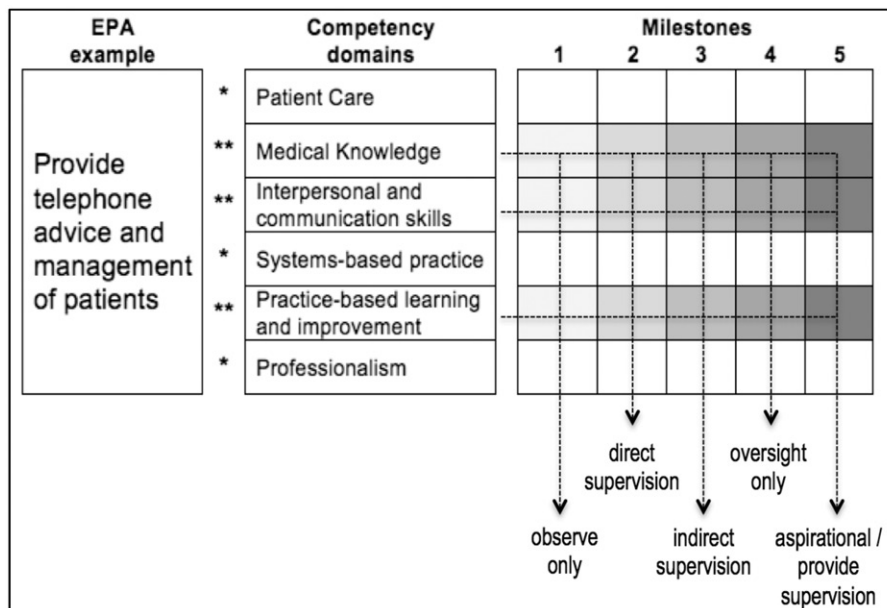 EPA
example
Competency
domains
Milestones
1 2 3 4 5
Provide
telephone
advice and
management
of patients
* Patient Care
** Medical Knowledge
** Interpersonal and
communication skills
* Systems-based practice
** Practice-based learning
and improvement
* Professionalism
direct
supervision
oversight
only
observe
only
indirect
supervision
aspirational /
provide
supervision